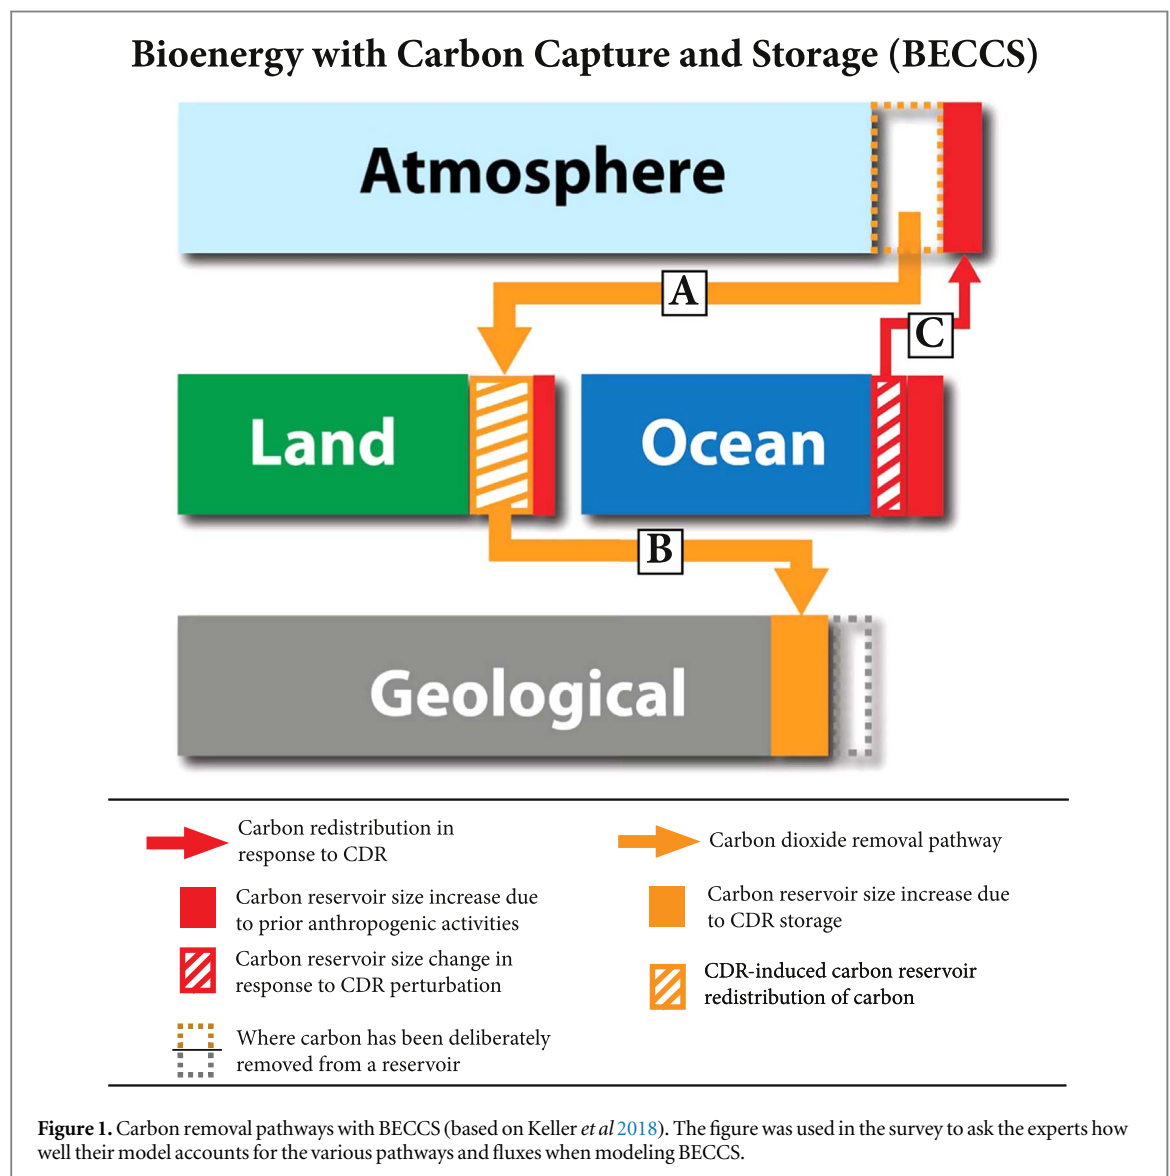 Bioenergy with Carbon Capture and Storage (BECCS)
Atmosphere
A
C
Land
Ocean
B
Geological
Carbon redistribution in
response to CDR
Carbon dioxide removal pathway
Carbon reservoir size increase due
to prior anthropogenic activities
Carbon reservoir size increase due
to CDR storage
Carbon reservoir size change in
response to CDR perturbation
CDR-induced carbon reservoir
redistribution of carbon
Where carbon has been deliberately
removed from a reservoir
Figure 1. Carbon removal pathways with BECCS (based on Keller et al 2018). The figure was used in the survey to ask the experts how
well their model accounts for the various pathways and fluxes when modeling BECCS.